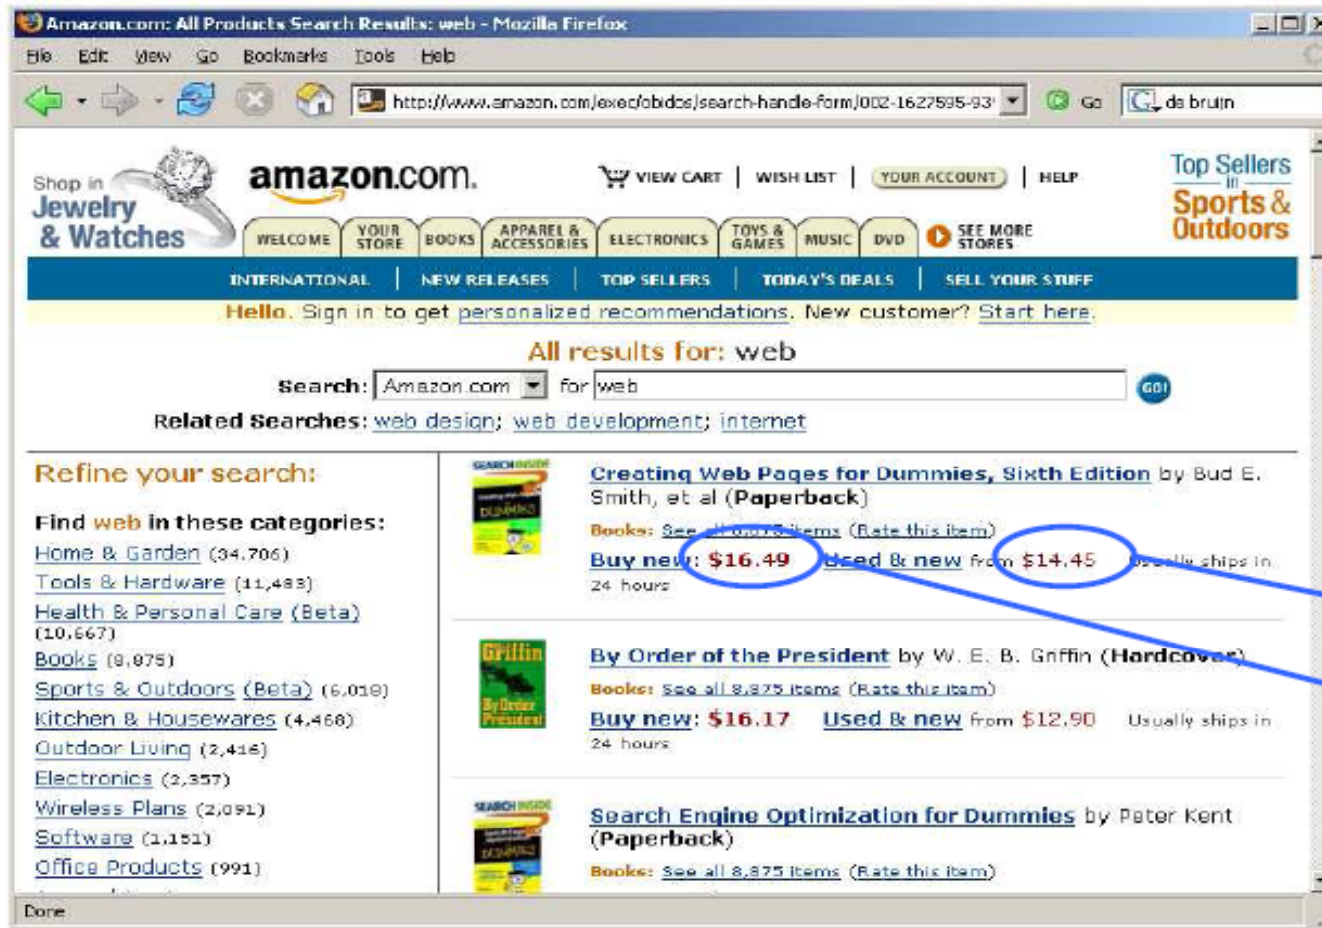 Amazon.com: All Products Search Results: web - Mozilla Firefox
File Edit View Go Bookmarks Tools Help
http://www.amazon.com/exec/obidos/search-handle-form/002-1627595-93 Go de bruijn
Shop in
Jewelry
& Watches
amazon.com.
VIEW CART | WISH LIST | YOUR ACCOUNT | HELP
Top Sellers
in
Sports &
Outdoors
WELCOME YOUR STORE BOOKS APPAREL & ACCESSORIES ELECTRONICS TOYS & GAMES MUSIC DVD SEE MORE STORES
INTERNATIONAL | NEW RELEASES | TOP SELLERS | TODAY'S DEALS | SELL YOUR STUFF
Hello. Sign in to get personalized recommendations. New customer? Start here.
All results for: web
Search: Amazon.com for web GO!
Related Searches: web design; web development; internet
Refine your search:
Find web in these categories:
Home & Garden (34,706)
Tools & Hardware (11,483)
Health & Personal Care (Beta)
(10,667)
Books (8,875)
Sports & Outdoors (Beta) (6,018)
Kitchen & Housewares (4,468)
Outdoor Living (2,416)
Electronics (2,357)
Wireless Plans (2,091)
Software (1,151)
Office Products (991)
SEARCH INSIDE
DUMMIES
Creating Web Pages for Dummies, Sixth Edition by Bud E.
Smith, et al (Paperback)
Books: See all items (Rate this item)
Buy new: $16.49 Used & new from $14.45 Usually ships in
24 hours
Griffin
By Order
President
By Order of the President by W. E. B. Griffin (Hardcover)
Books: See all 8,875 items (Rate this item)
Buy new: $16.17 Used & new from $12.90 Usually ships in
24 hours
SEARCH INSIDE
DUMMIES
Search Engine Optimization for Dummies by Peter Kent
(Paperback)
Books: See all 8,875 items (Rate this item)
Done